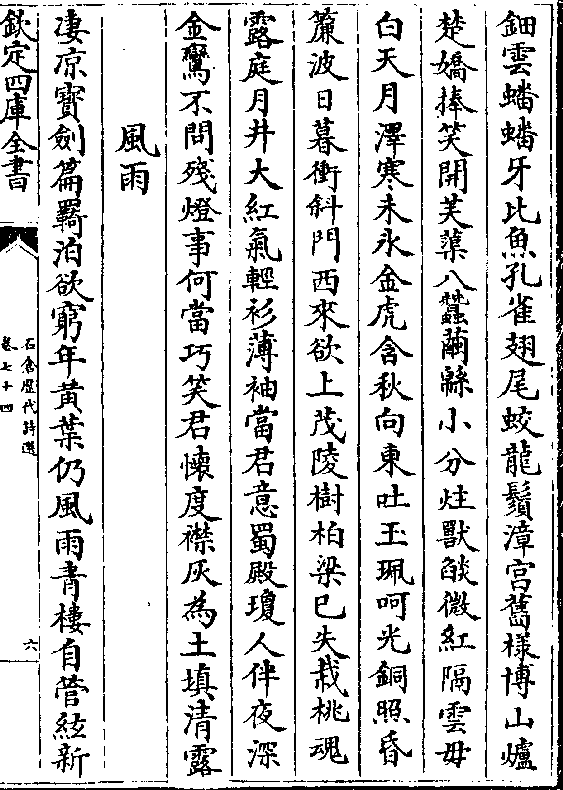 鈿雲蟠蟠牙比魚孔雀翅尾蛟龍鬚漳宫舊樣博山爐
楚嬌捧笑開芙蕖八蠶繭綿小分炷獸燄微紅隔雲母
白天月澤寒未氷金虎含秋向東吐玉珮呵光銅照昏
簾波日暮衝斜門西來欲上茂陵樹柏梁已失栽桃魂
露庭月井大紅氣輕衫薄袖當君意蜀殿瓊人伴夜深
金鸞不問殘燈事何當巧笑君懷度襟灰為土填清露
風雨
凄凉寶劍篇羇泊欲窮年黄葉仍風雨青樓自管絃新
欽定四庫全書
石倉歷代詩選
卷七十四
六